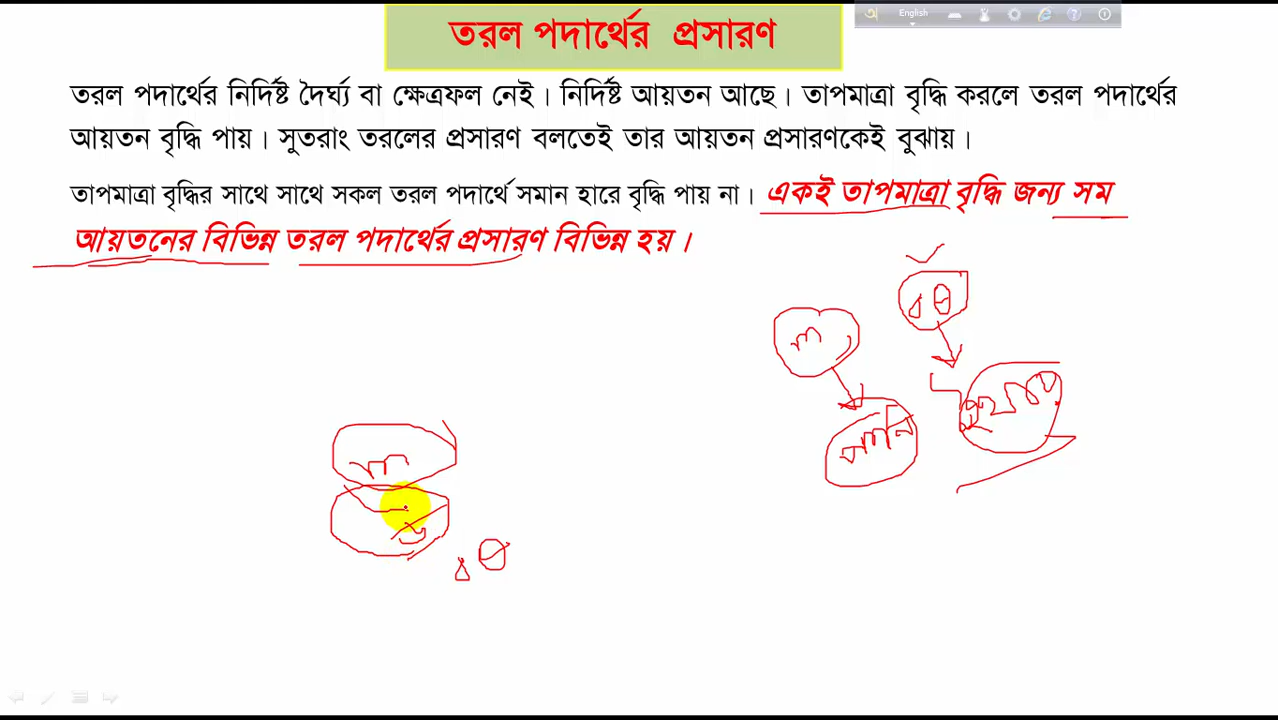 তরল পদার্থের প্রসারণ
English
তরল পদার্থের নির্দিষ্ট দৈর্ঘ্য বা ক্ষেত্রফল নেই। নির্দিষ্ট আয়তন আছে। তাপমাত্রা বৃদ্ধি করলে তরল পদার্থের
আয়তন বৃদ্ধি পায়। সুতরাং তরলের প্রসারণ বলতেই তার আয়তন প্রসারণকেই বুঝায়।
তাপমাত্রা বৃদ্ধির সাথে সাথে সকল তরল পদার্থে সমান হারে বৃদ্ধি পায় না। একই তাপমাত্রা বৃদ্ধি জন্য সম
আয়তনের বিভিন্ন তরল পদার্থের প্রসারণ বিভিন্ন হয়।
m
Δθ
পানি
m
Δθ